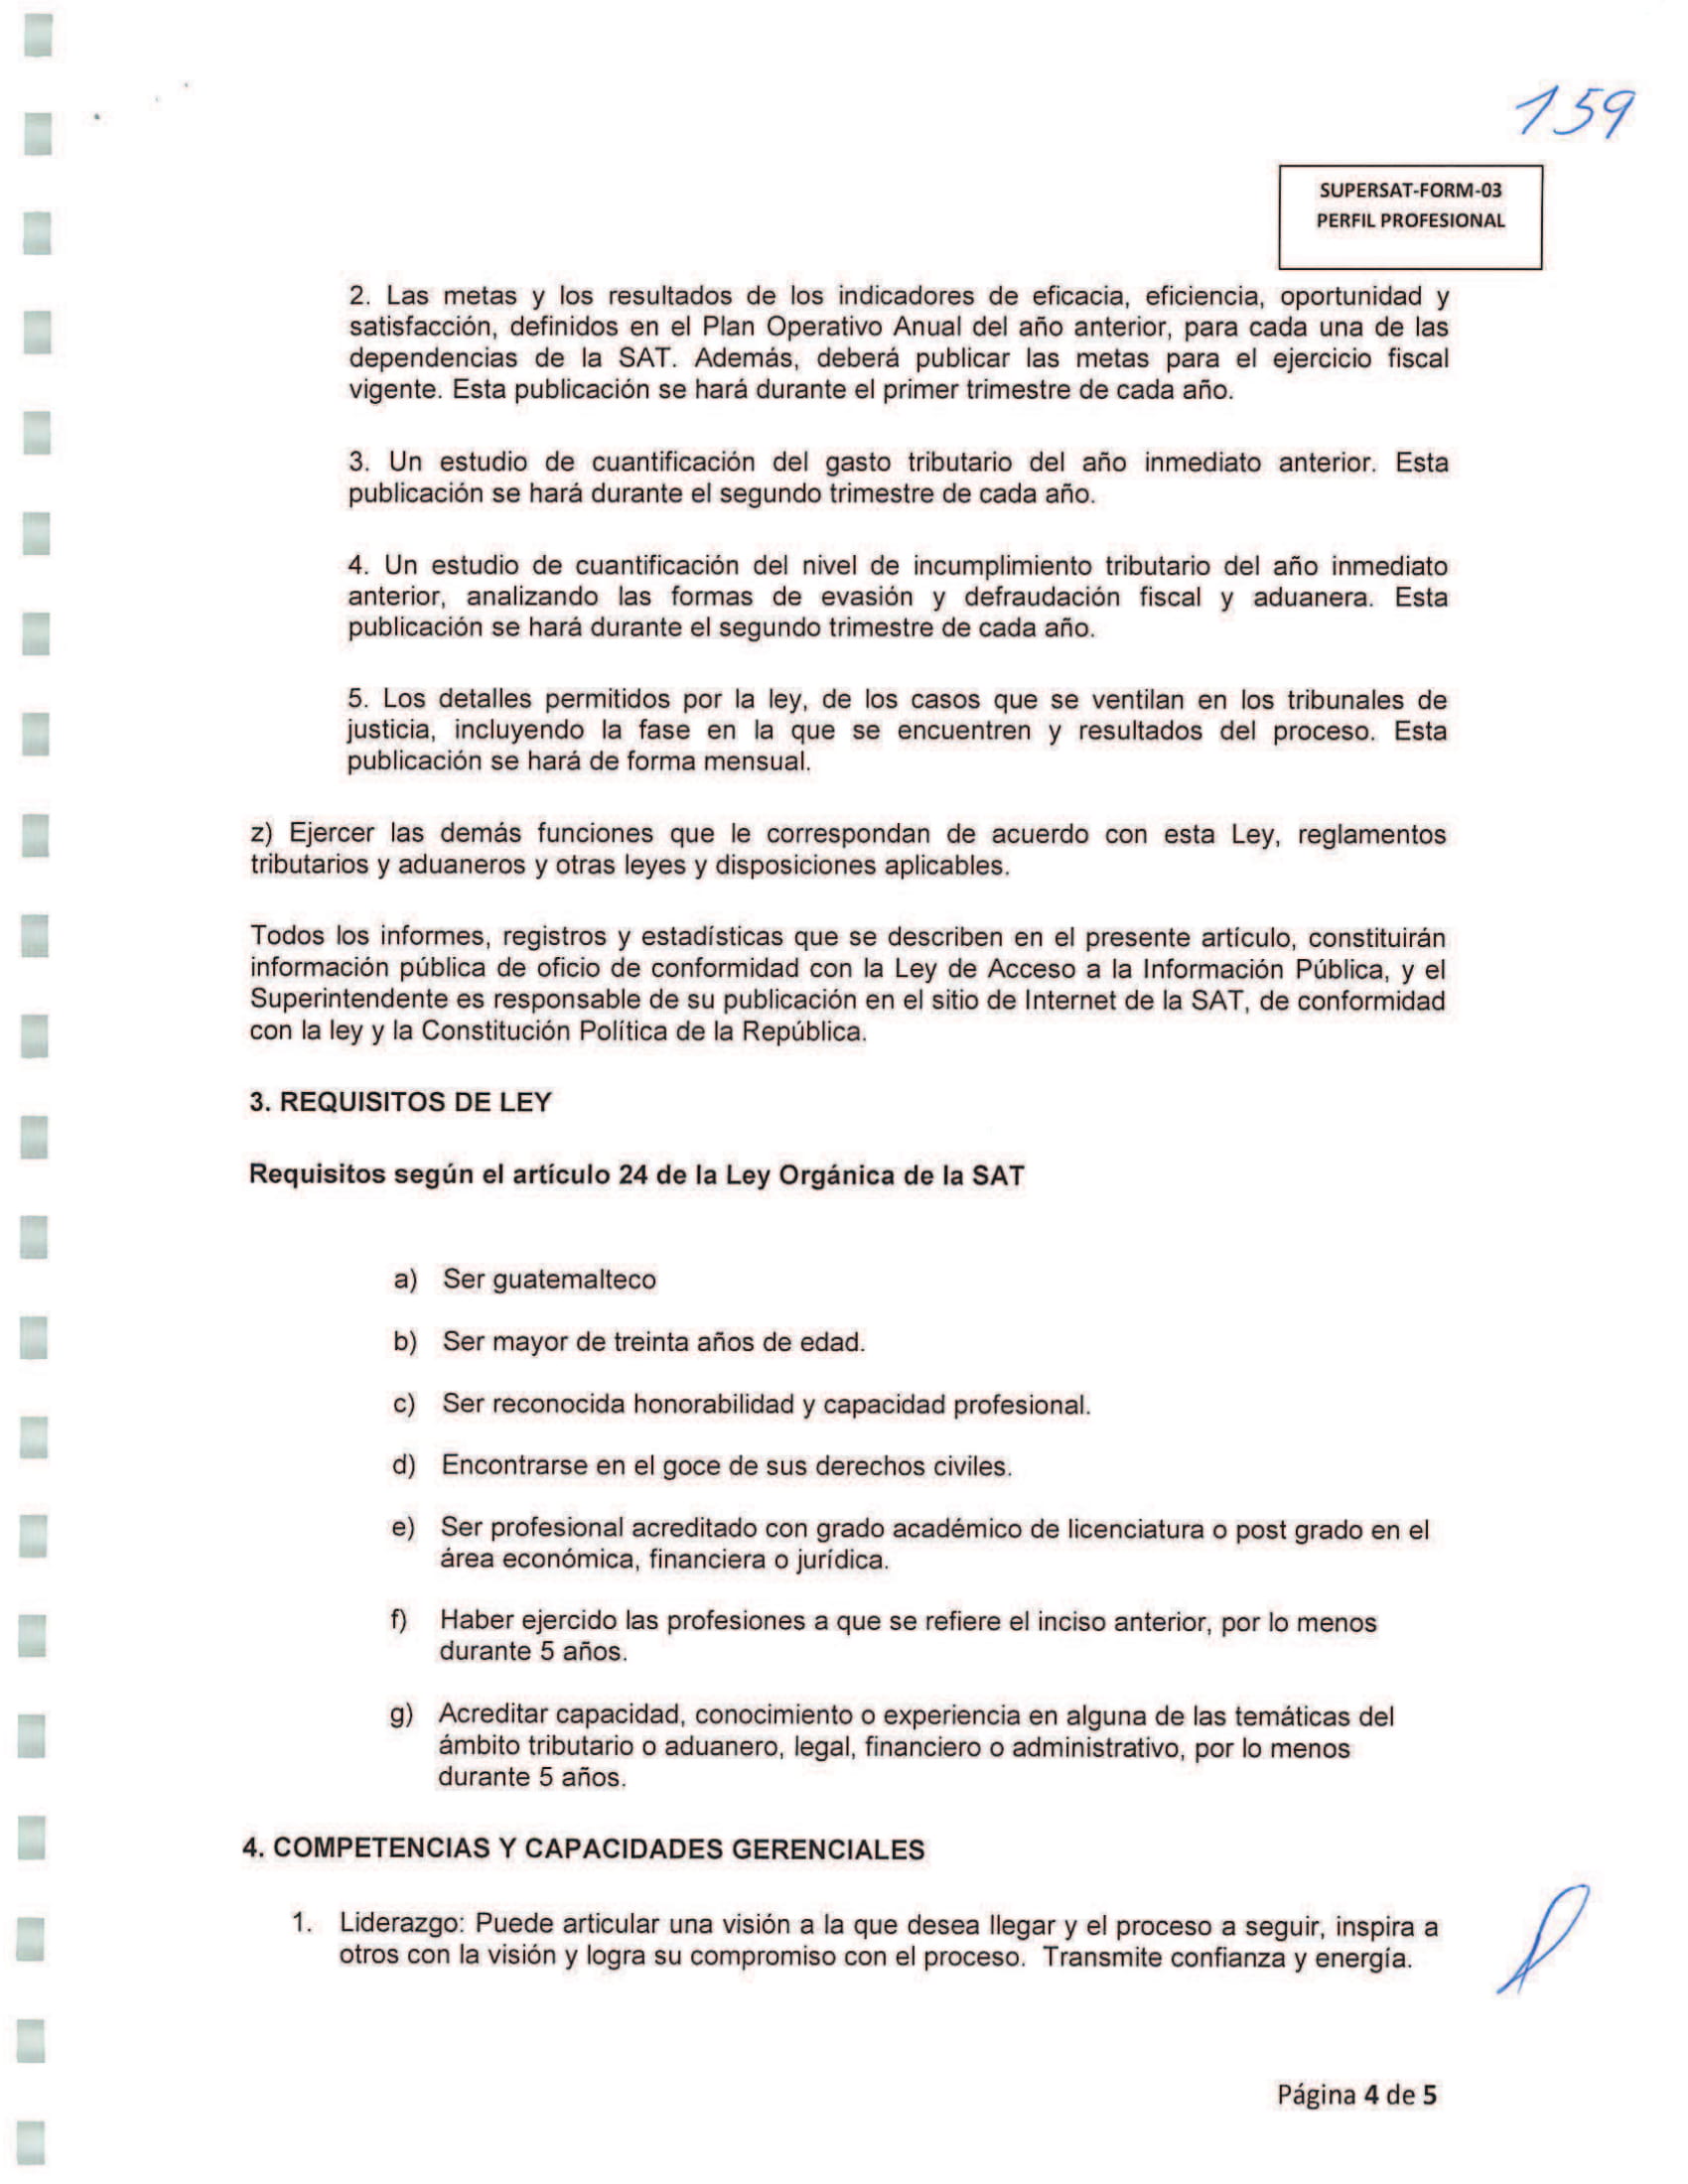 159
SUPERSAT-FORM-03
PERFIL PROFESIONAL
2. Las metas y los resultados de los indicadores de eficacia, eficiencia, oportunidad y
satisfacción, definidos en el Plan Operativo Anual del año anterior, para cada una de las
dependencias de la SAT. Además, deberá publicar las metas para el ejercicio fiscal
vigente. Esta publicación se hará durante el primer trimestre de cada año.
3. Un estudio de cuantificación del gasto tributario del año inmediato anterior. Esta
publicación se hará durante el segundo trimestre de cada año.
4. Un estudio de cuantificación del nivel de incumplimiento tributario del año inmediato
anterior, analizando las formas de evasión y defraudación fiscal y aduanera. Esta
publicación se hará durante el segundo trimestre de cada año.
5. Los detalles permitidos por la ley, de los casos que se ventilan en los tribunales de
justicia, incluyendo la fase en la que se encuentren y resultados del proceso. Esta
publicación se hará de forma mensual.
z) Ejercer las demás funciones que le correspondan de acuerdo con esta Ley, reglamentos
tributarios y aduaneros y otras leyes y disposiciones aplicables.
Todos los informes, registros y estadísticas que se describen en el presente artículo, constituirán
información pública de oficio de conformidad con la Ley de Acceso a la Información Pública, y el
Superintendente es responsable de su publicación en el sitio de Internet de la SAT, de conformidad
con la ley y la Constitución Política de la República.
3. REQUISITOS DE LEY
Requisitos según el artículo 24 de la Ley Orgánica de la SAT
a) Ser guatemalteco
b) Ser mayor de treinta años de edad.
c) Ser reconocida honorabilidad y capacidad profesional.
d) Encontrarse en el goce de sus derechos civiles.
e) Ser profesional acreditado con grado académico de licenciatura o post grado en el
área económica, financiera o jurídica.
f) Haber ejercido las profesiones a que se refiere el inciso anterior, por lo menos
durante 5 años.
g) Acreditar capacidad, conocimiento o experiencia en alguna de las temáticas del
ámbito tributario o aduanero, legal, financiero o administrativo, por lo menos
durante 5 años.
4. COMPETENCIAS Y CAPACIDADES GERENCIALES
1. Liderazgo: Puede articular una visión a la que desea llegar y el proceso a seguir, inspira a
otros con la visión y logra su compromiso con el proceso. Transmite confianza y energía.
Página 4 de 5